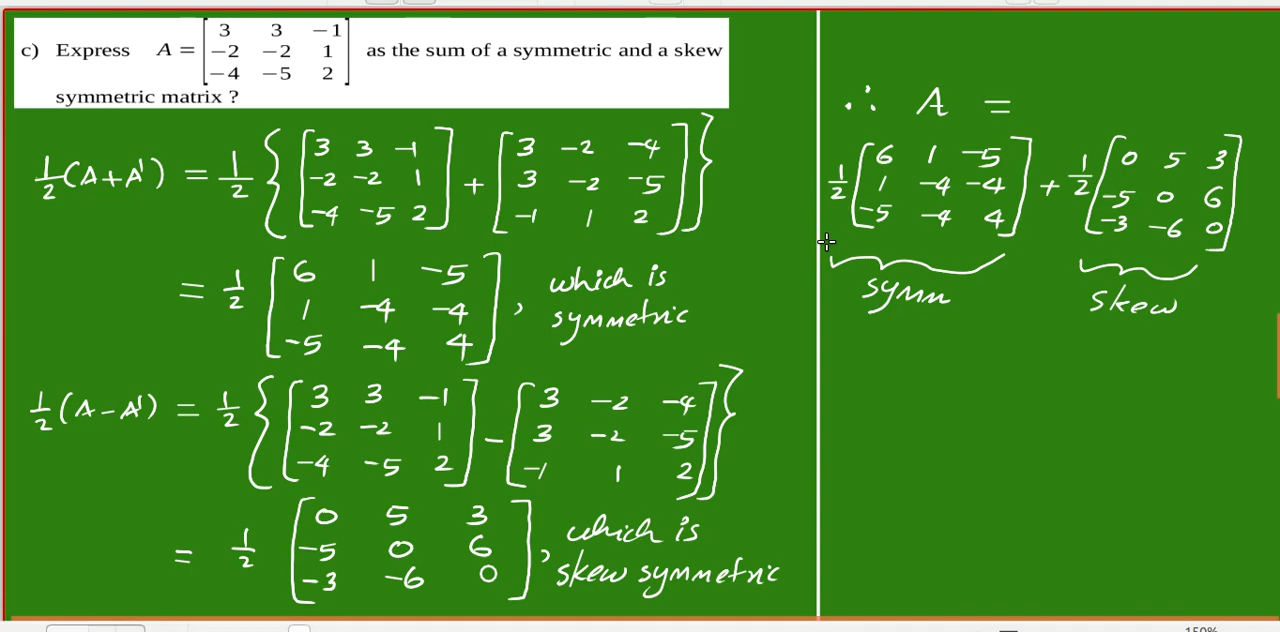 c) Express A = [3 3 −1; −2 −2 1; −4 −5 2] as the sum of a symmetric and a skew
symmetric matrix ?
1/2 (A+A') = 1/2 { [3 3 −1; −2 −2 1; −4 −5 2] + [3 −2 −4; 3 −2 −5; −1 1 2] }
= 1/2 [6 1 −5; 1 −4 −4; −5 −4 4], which is
symmetric
1/2 (A−A') = 1/2 { [3 3 −1; −2 −2 1; −4 −5 2] − [3 −2 −4; 3 −2 −5; −1 1 2] }
= 1/2 [0 5 3; −5 0 6; −3 −6 0], which is
skew symmetric
∴ A =
1/2 [6 1 −5; 1 −4 −4; −5 −4 4] + 1/2 [0 5 3; −5 0 6; −3 −6 0]
symm skew
150%